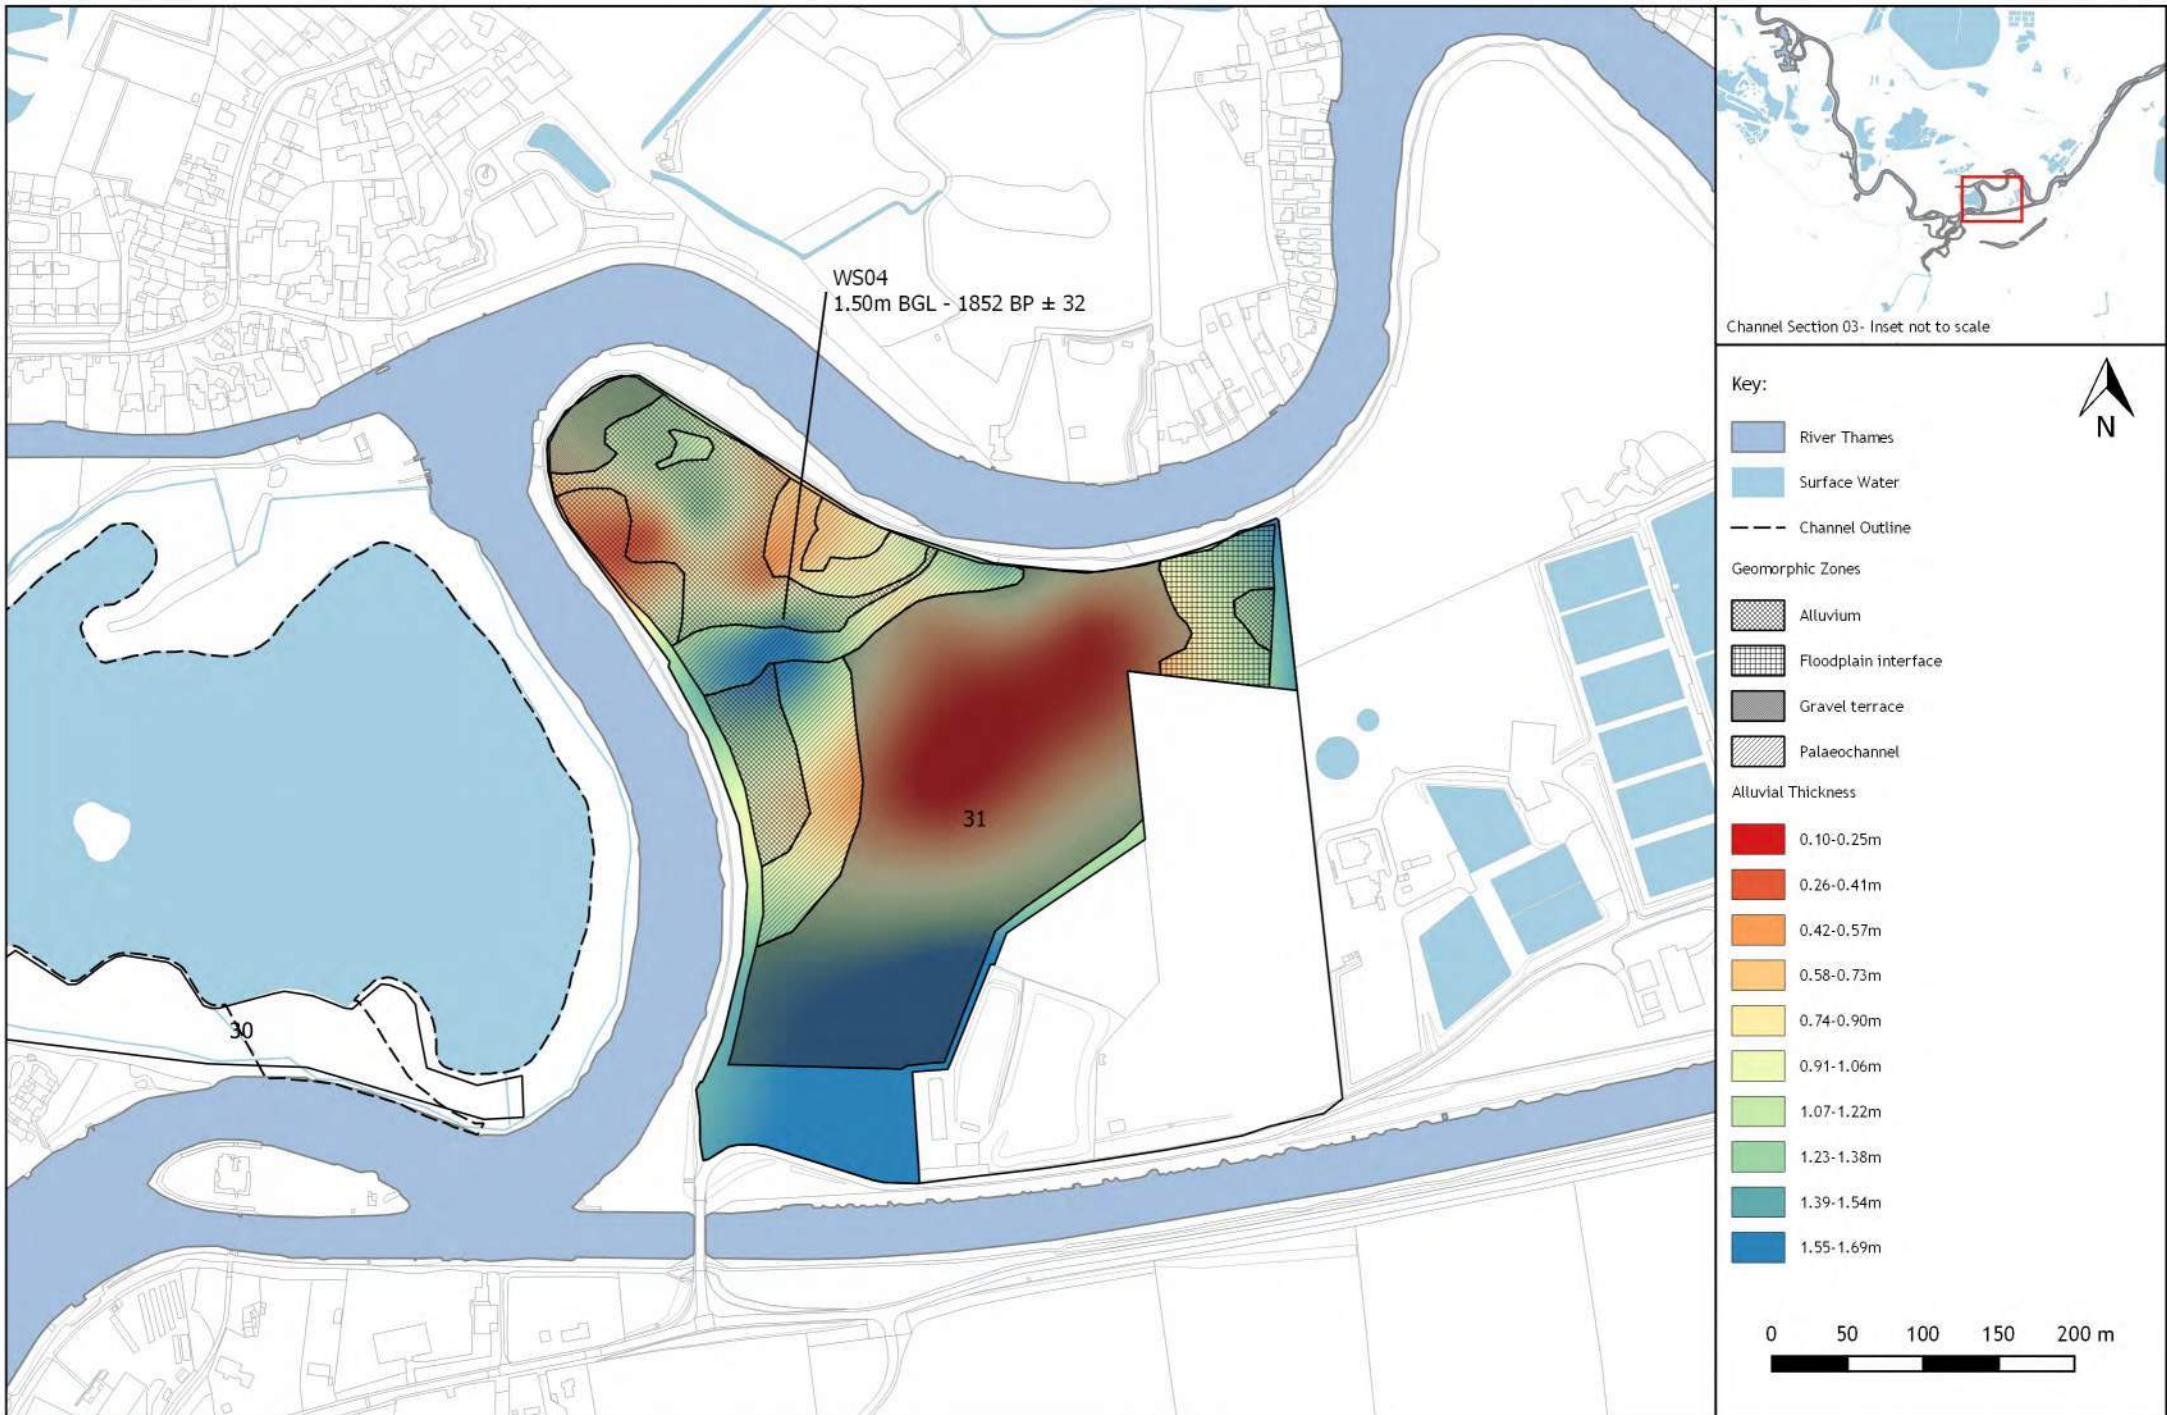 WS04
1.50m BGL - 1852 BP ± 32
31
30
Channel Section 03- Inset not to scale
Key:
N
River Thames
Surface Water
Channel Outline
Geomorphic Zones
Alluvium
Floodplain interface
Gravel terrace
Palaeochannel
Alluvial Thickness
0.10-0.25m
0.26-0.41m
0.42-0.57m
0.58-0.73m
0.74-0.90m
0.91-1.06m
1.07-1.22m
1.23-1.38m
1.39-1.54m
1.55-1.69m
0 50 100 150 200 m